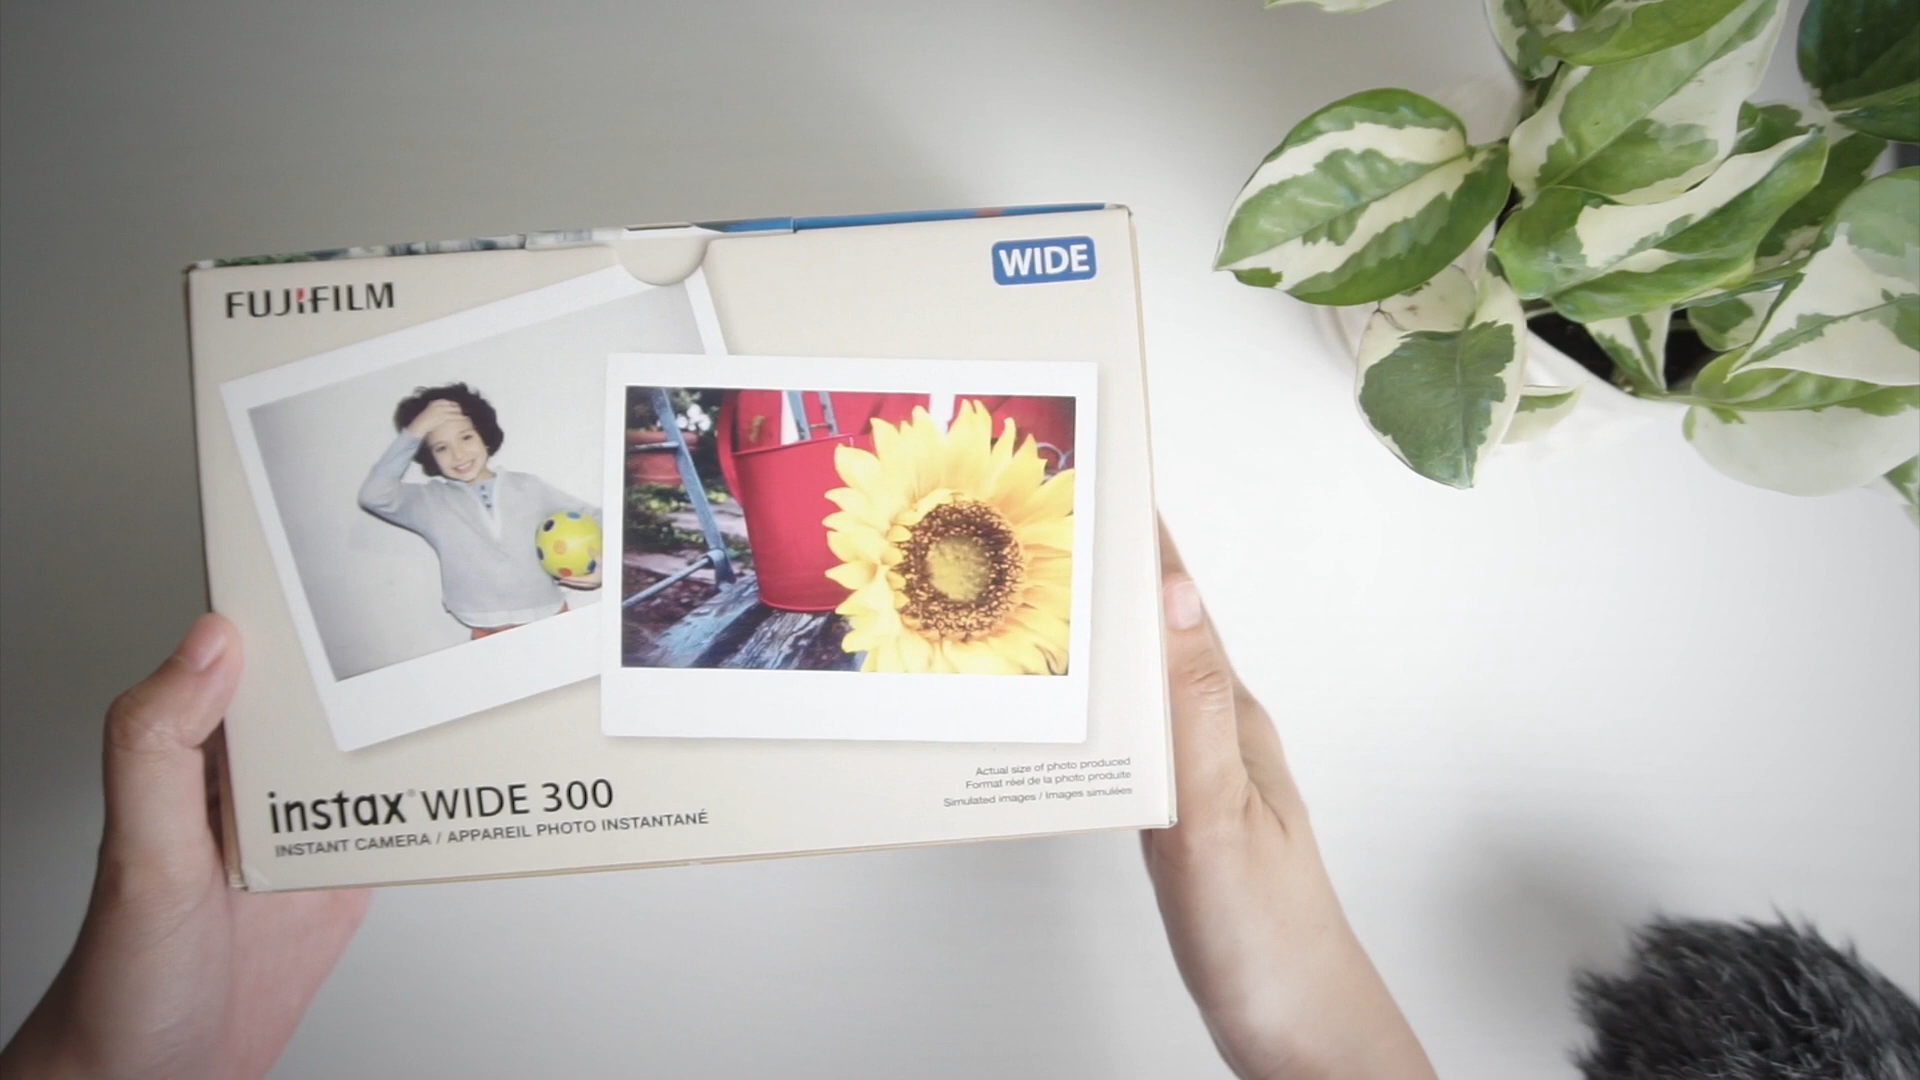 FUJIFILM
WIDE
instax® WIDE 300
INSTANT CAMERA / APPAREIL PHOTO INSTANTANÉ
Actual size of photo produced
Format réel de la photo produite
Simulated images / Images simulées